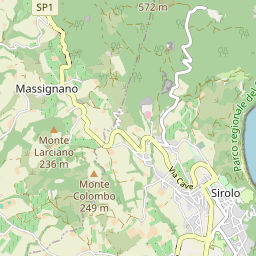 SP1
572 m
Massignano
Monte
Larciano
236 m
Parco regionale del
Via Cave
Monte
Colombo
249 m
Sirolo